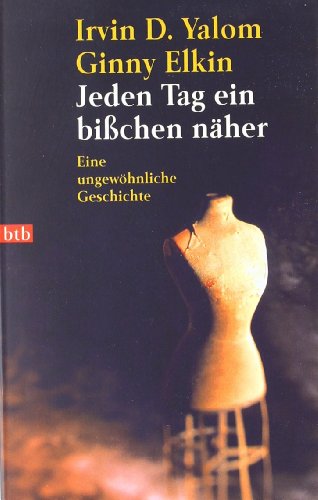 Irvin D. Yalom
Ginny Elkin
Jeden Tag ein
bißchen näher
Eine
ungewöhnliche
Geschichte
btb